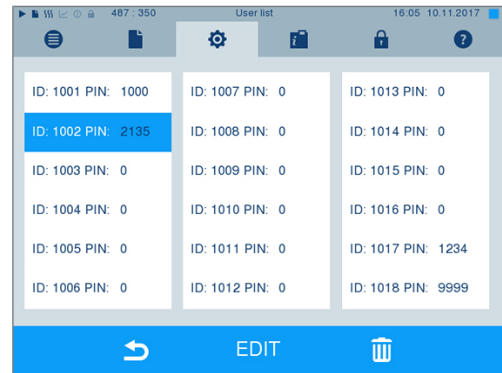 487 : 350 User list 16:05 10.11.2017
ID: 1001 PIN: 1000
ID: 1002 PIN: 2135
ID: 1003 PIN: 0
ID: 1004 PIN: 0
ID: 1005 PIN: 0
ID: 1006 PIN: 0
ID: 1007 PIN: 0
ID: 1008 PIN: 0
ID: 1009 PIN: 0
ID: 1010 PIN: 0
ID: 1011 PIN: 0
ID: 1012 PIN: 0
ID: 1013 PIN: 0
ID: 1014 PIN: 0
ID: 1015 PIN: 0
ID: 1016 PIN: 0
ID: 1017 PIN: 1234
ID: 1018 PIN: 9999
EDIT